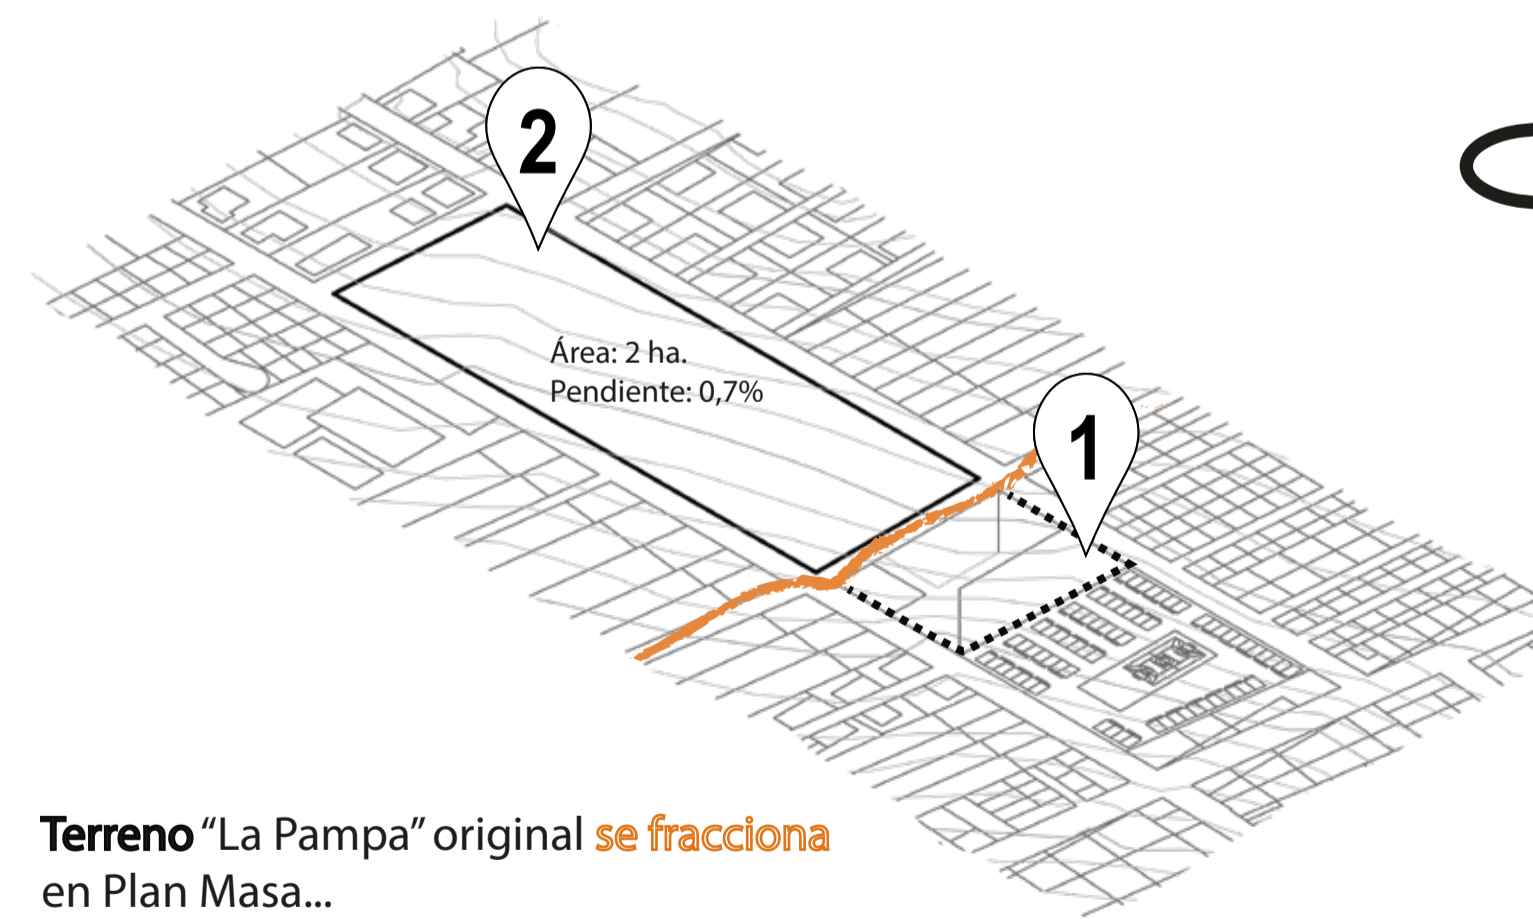 2
Área: 2 ha.
Pendiente: 0,7%
1
Terreno “La Pampa” original se fracciona
en Plan Masa...